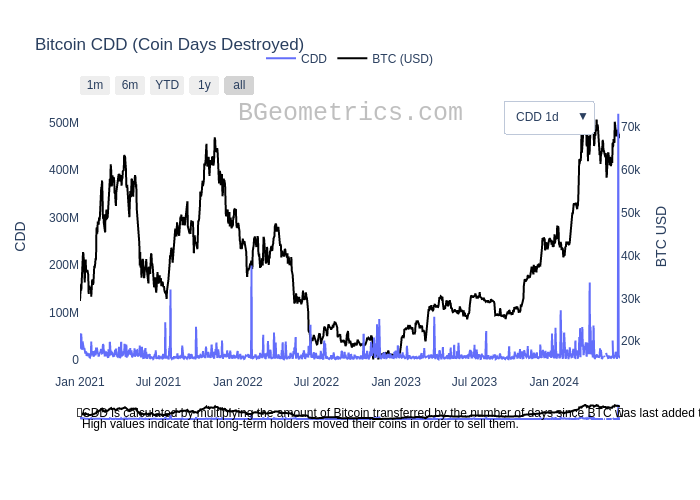 Bitcoin CDD (Coin Days Destroyed)
CDD
BTC (USD)
1m
6m
YTD
1y
all
BGeometrics.com
CDD 1d
▼
500M
400M
300M
200M
100M
0
CDD
70k
60k
50k
40k
30k
20k
BTC USD
Jan 2021
Jul 2021
Jan 2022
Jul 2022
Jan 2023
Jul 2023
Jan 2024
CDD is calculated by multiplying the amount of Bitcoin transferred by the number of days since BTC was last added t
High values indicate that long-term holders moved their coins in order to sell them.